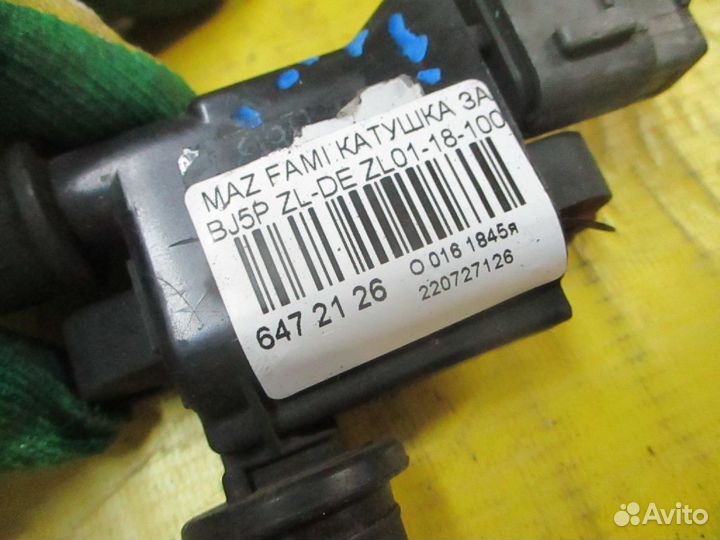 MAZ FAMI КАТУШКА ЗА
BJ5P ZL-DE ZL01-18-100
647 21 26
O 016 1845я
220727126
Avito